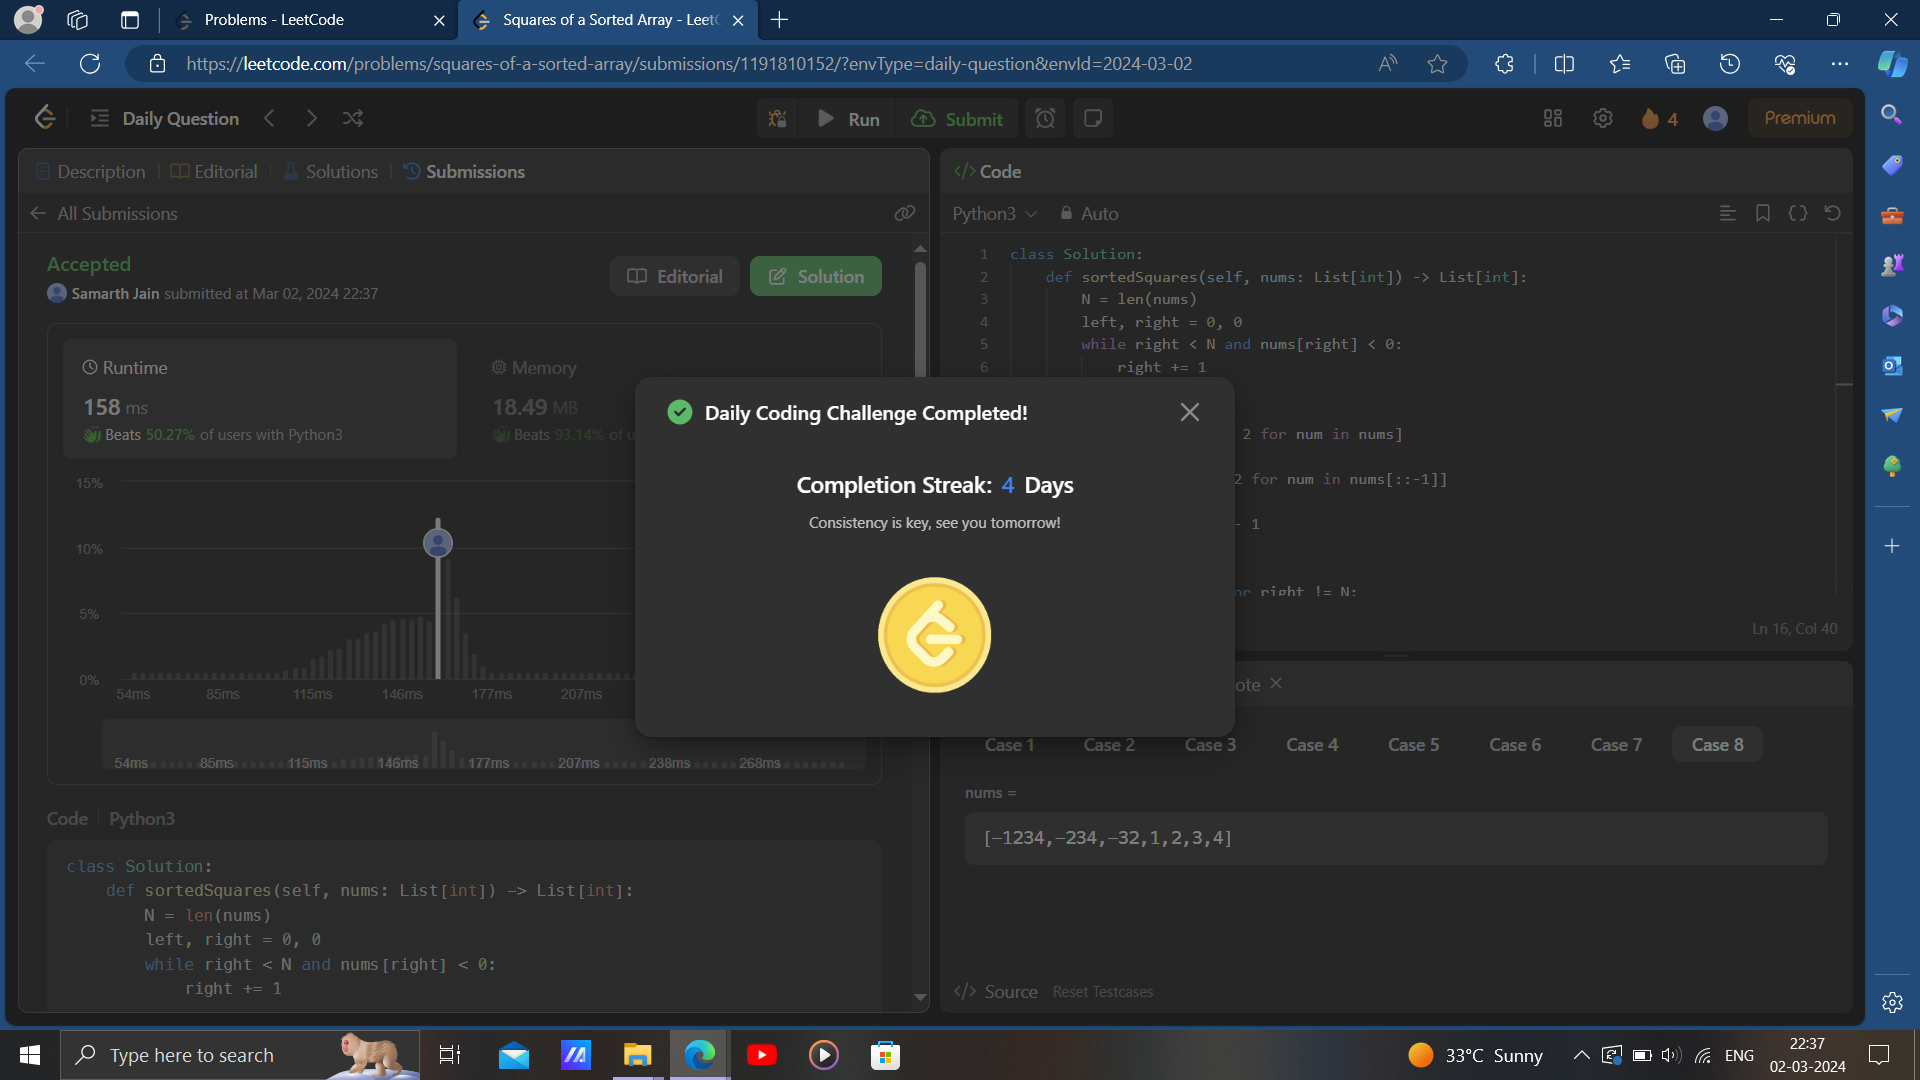 Problems - LeetCode
Squares of a Sorted Array - LeetC
https://leetcode.com/problems/squares-of-a-sorted-array/submissions/1191810152/?envType=daily-question&envId=2024-03-02
Daily Question
Run
Submit
4
Premium
Description
Editorial
Solutions
Submissions
All Submissions
Accepted
Samarth Jain submitted at Mar 02, 2024 22:37
Editorial
Solution
Runtime
158 ms
Beats 50.27% of users with Python3
Memory
18.49 MB
Beats 93.14% of u
15%
10%
5%
0%
54ms 85ms 115ms 146ms 177ms 207ms
54ms 85ms 115ms 146ms 177ms 207ms 238ms 268ms
Code | Python3
class Solution:
def sortedSquares(self, nums: List[int]) -> List[int]:
N = len(nums)
left, right = 0, 0
while right < N and nums[right] < 0:
right += 1
Daily Coding Challenge Completed!
Completion Streak: 4 Days
Consistency is key, see you tomorrow!
</> Code
Python3
Auto
1 class Solution:
2 def sortedSquares(self, nums: List[int]) -> List[int]:
3 N = len(nums)
4 left, right = 0, 0
5 while right < N and nums[right] < 0:
6 right += 1
2 for num in nums]
2 for num in nums[::-1]]
- 1
or right != N:
Ln 16, Col 40
ote
Case 1 Case 2 Case 3 Case 4 Case 5 Case 6 Case 7 Case 8
nums =
[-1234,-234,-32,1,2,3,4]
</> Source Reset Testcases
Type here to search
33°C Sunny
ENG
22:37
02-03-2024